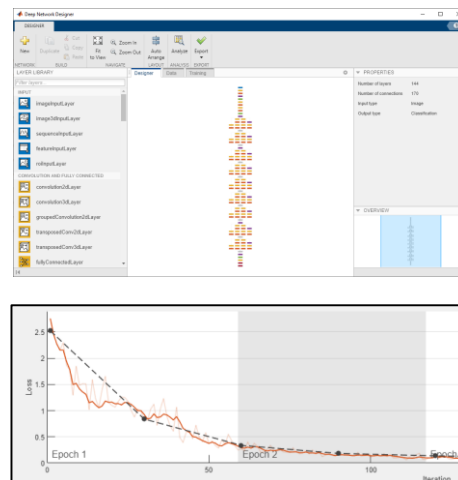 Deep Network Designer
DESIGNER
New
Duplicate
Cut
Copy
Paste
Fit
to View
Zoom In
Zoom Out
Auto
Arrange
Analyze
Export
NETWORK
BUILD
NAVIGATE
LAYOUT
ANALYSIS
EXPORT
LAYER LIBRARY
Designer
Data
Training
PROPERTIES
Filter layers...
Number of layers 144
Number of connections 170
Input type Image
Output type Classification
INPUT
imageInputLayer
image3dInputLayer
sequenceInputLayer
featureInputLayer
roiInputLayer
CONVOLUTION AND FULLY CONNECTED
convolution2dLayer
convolution3dLayer
groupedConvolution2dLayer
transposedConv2dLayer
transposedConv3dLayer
fullyConnectedLayer
OVERVIEW
2.5
2
1.5
Loss
1
0.5
0
Epoch 1
Epoch 2
Epoch
0
50
100
Iteration